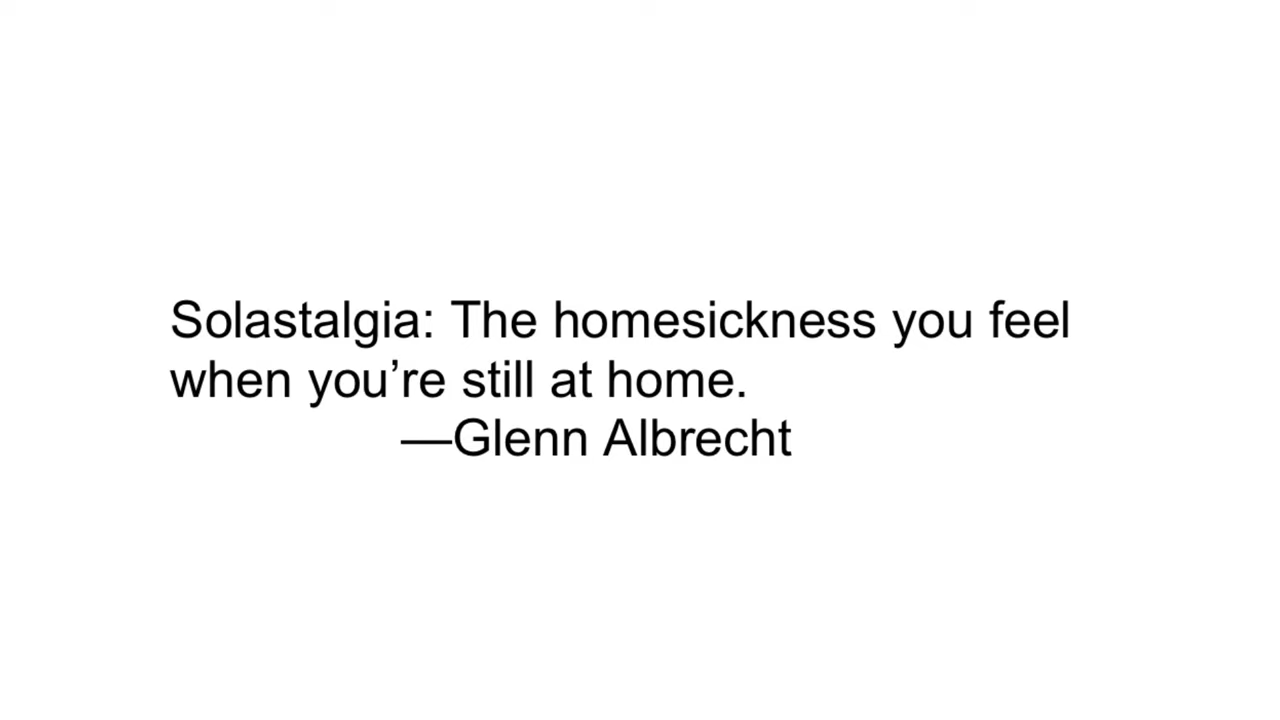 Solastalgia: The homesickness you feel
when you’re still at home.
—Glenn Albrecht